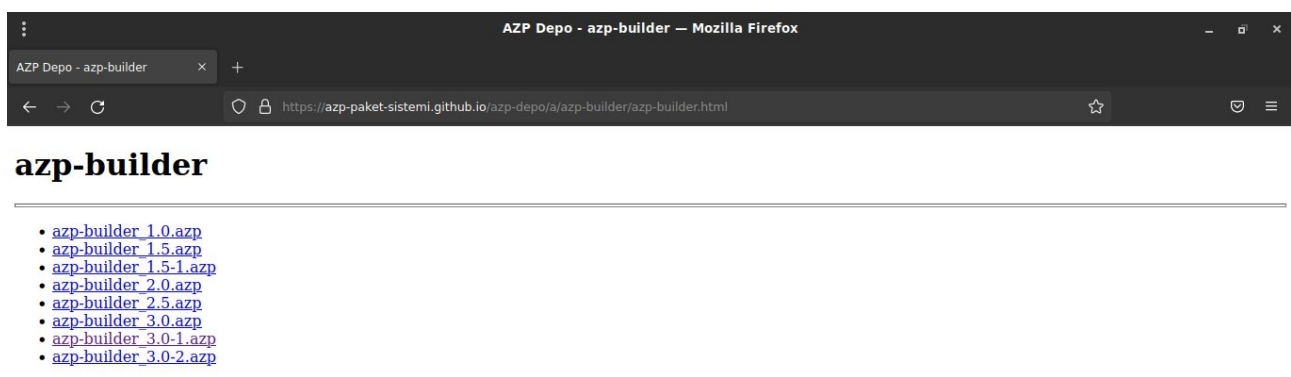 AZP Depo - azp-builder — Mozilla Firefox
AZP Depo - azp-builder
https://azp-paket-sistemi.github.io/azp-depo/a/azp-builder/azp-builder.html
azp-builder
azp-builder_1.0.azp
azp-builder_1.5.azp
azp-builder_1.5-1.azp
azp-builder_2.0.azp
azp-builder_2.5.azp
azp-builder_3.0.azp
azp-builder_3.0-1.azp
azp-builder_3.0-2.azp